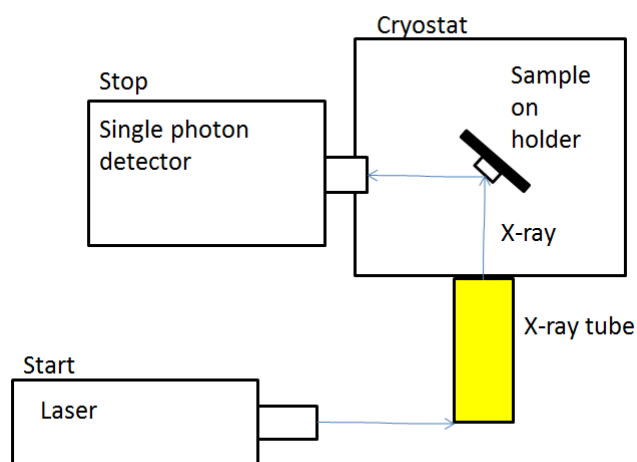 Cryostat
Stop
Single photon
detector
Sample
on
holder
X-ray
X-ray tube
Start
Laser